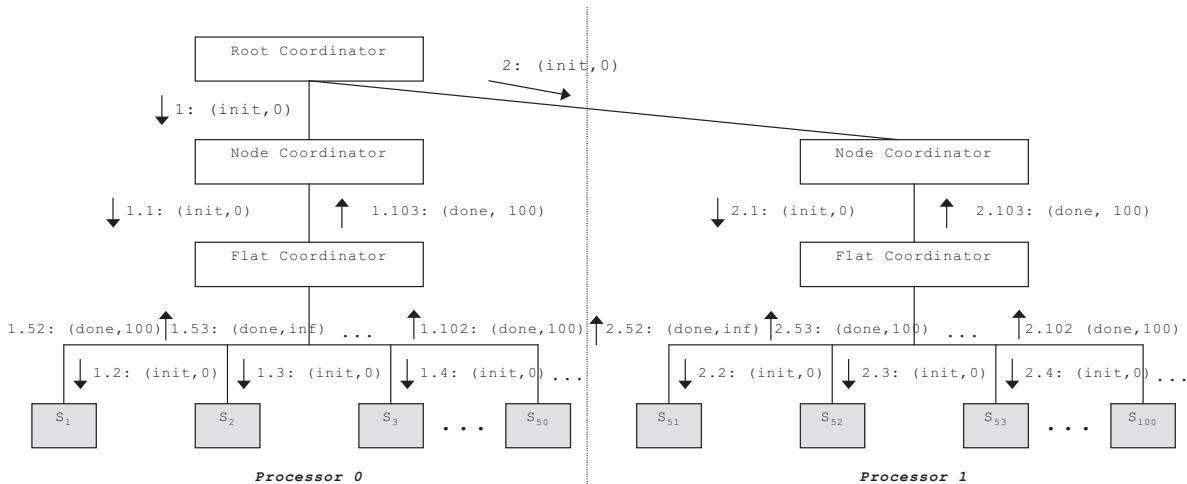 Root Coordinator
2: (init,0)
1: (init,0)
Node Coordinator
Node Coordinator
1.1: (init,0)
1.103: (done, 100)
2.1: (init,0)
2.103: (done, 100)
Flat Coordinator
Flat Coordinator
1.52: (done,100) 1.53: (done,inf) ... 1.102: (done,100)
2.52: (done,inf) 2.53: (done,100) ... 2.102 (done,100)
1.2: (init,0) 1.3: (init,0) 1.4: (init,0) ...
2.2: (init,0) 2.3: (init,0) 2.4: (init,0) ...
S1 S2 S3 ... S50
S51 S52 S53 ... S100
Processor 0
Processor 1